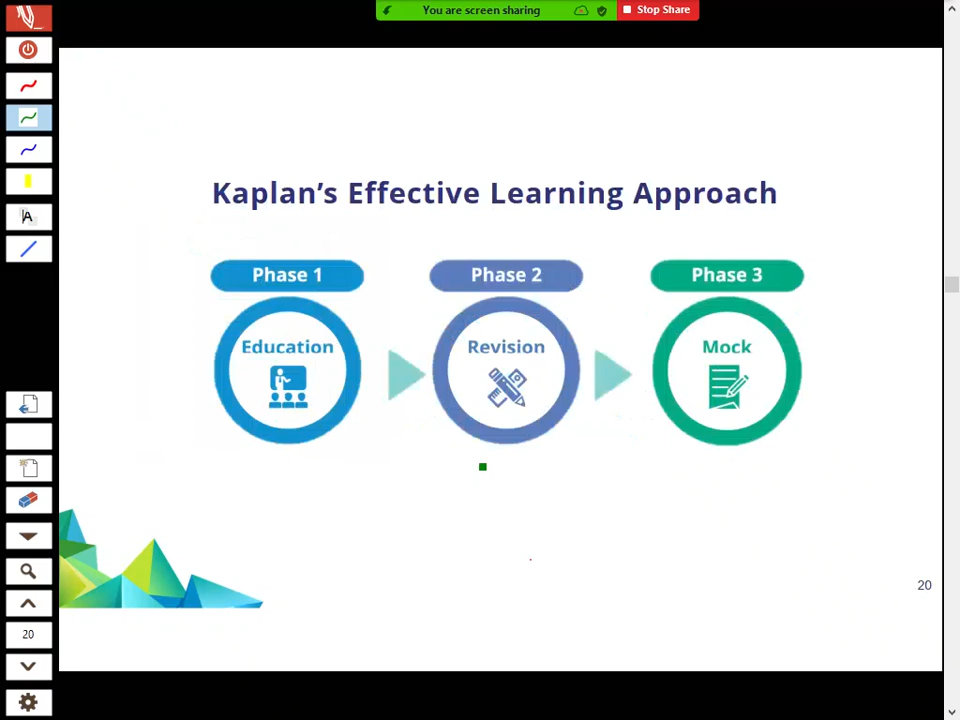 You are screen sharing
Stop Share
Kaplan's Effective Learning Approach
Phase 1
Phase 2
Phase 3
Education
Revision
Mock
A
20
20